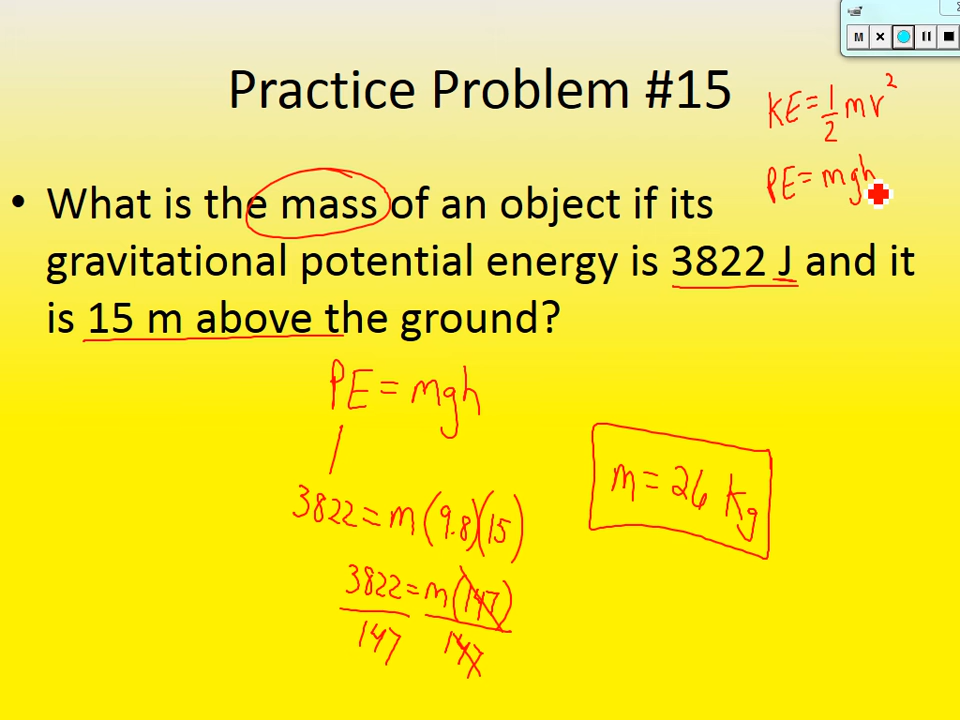 M
Practice Problem #15
KE = 1/2 mv²
PE = mgh
• What is the mass of an object if its
gravitational potential energy is 3822 J and it
is 15 m above the ground?
PE = mgh
3822 = m(9.8)(15)
3822 = m(147)
147 147
m = 26 kg